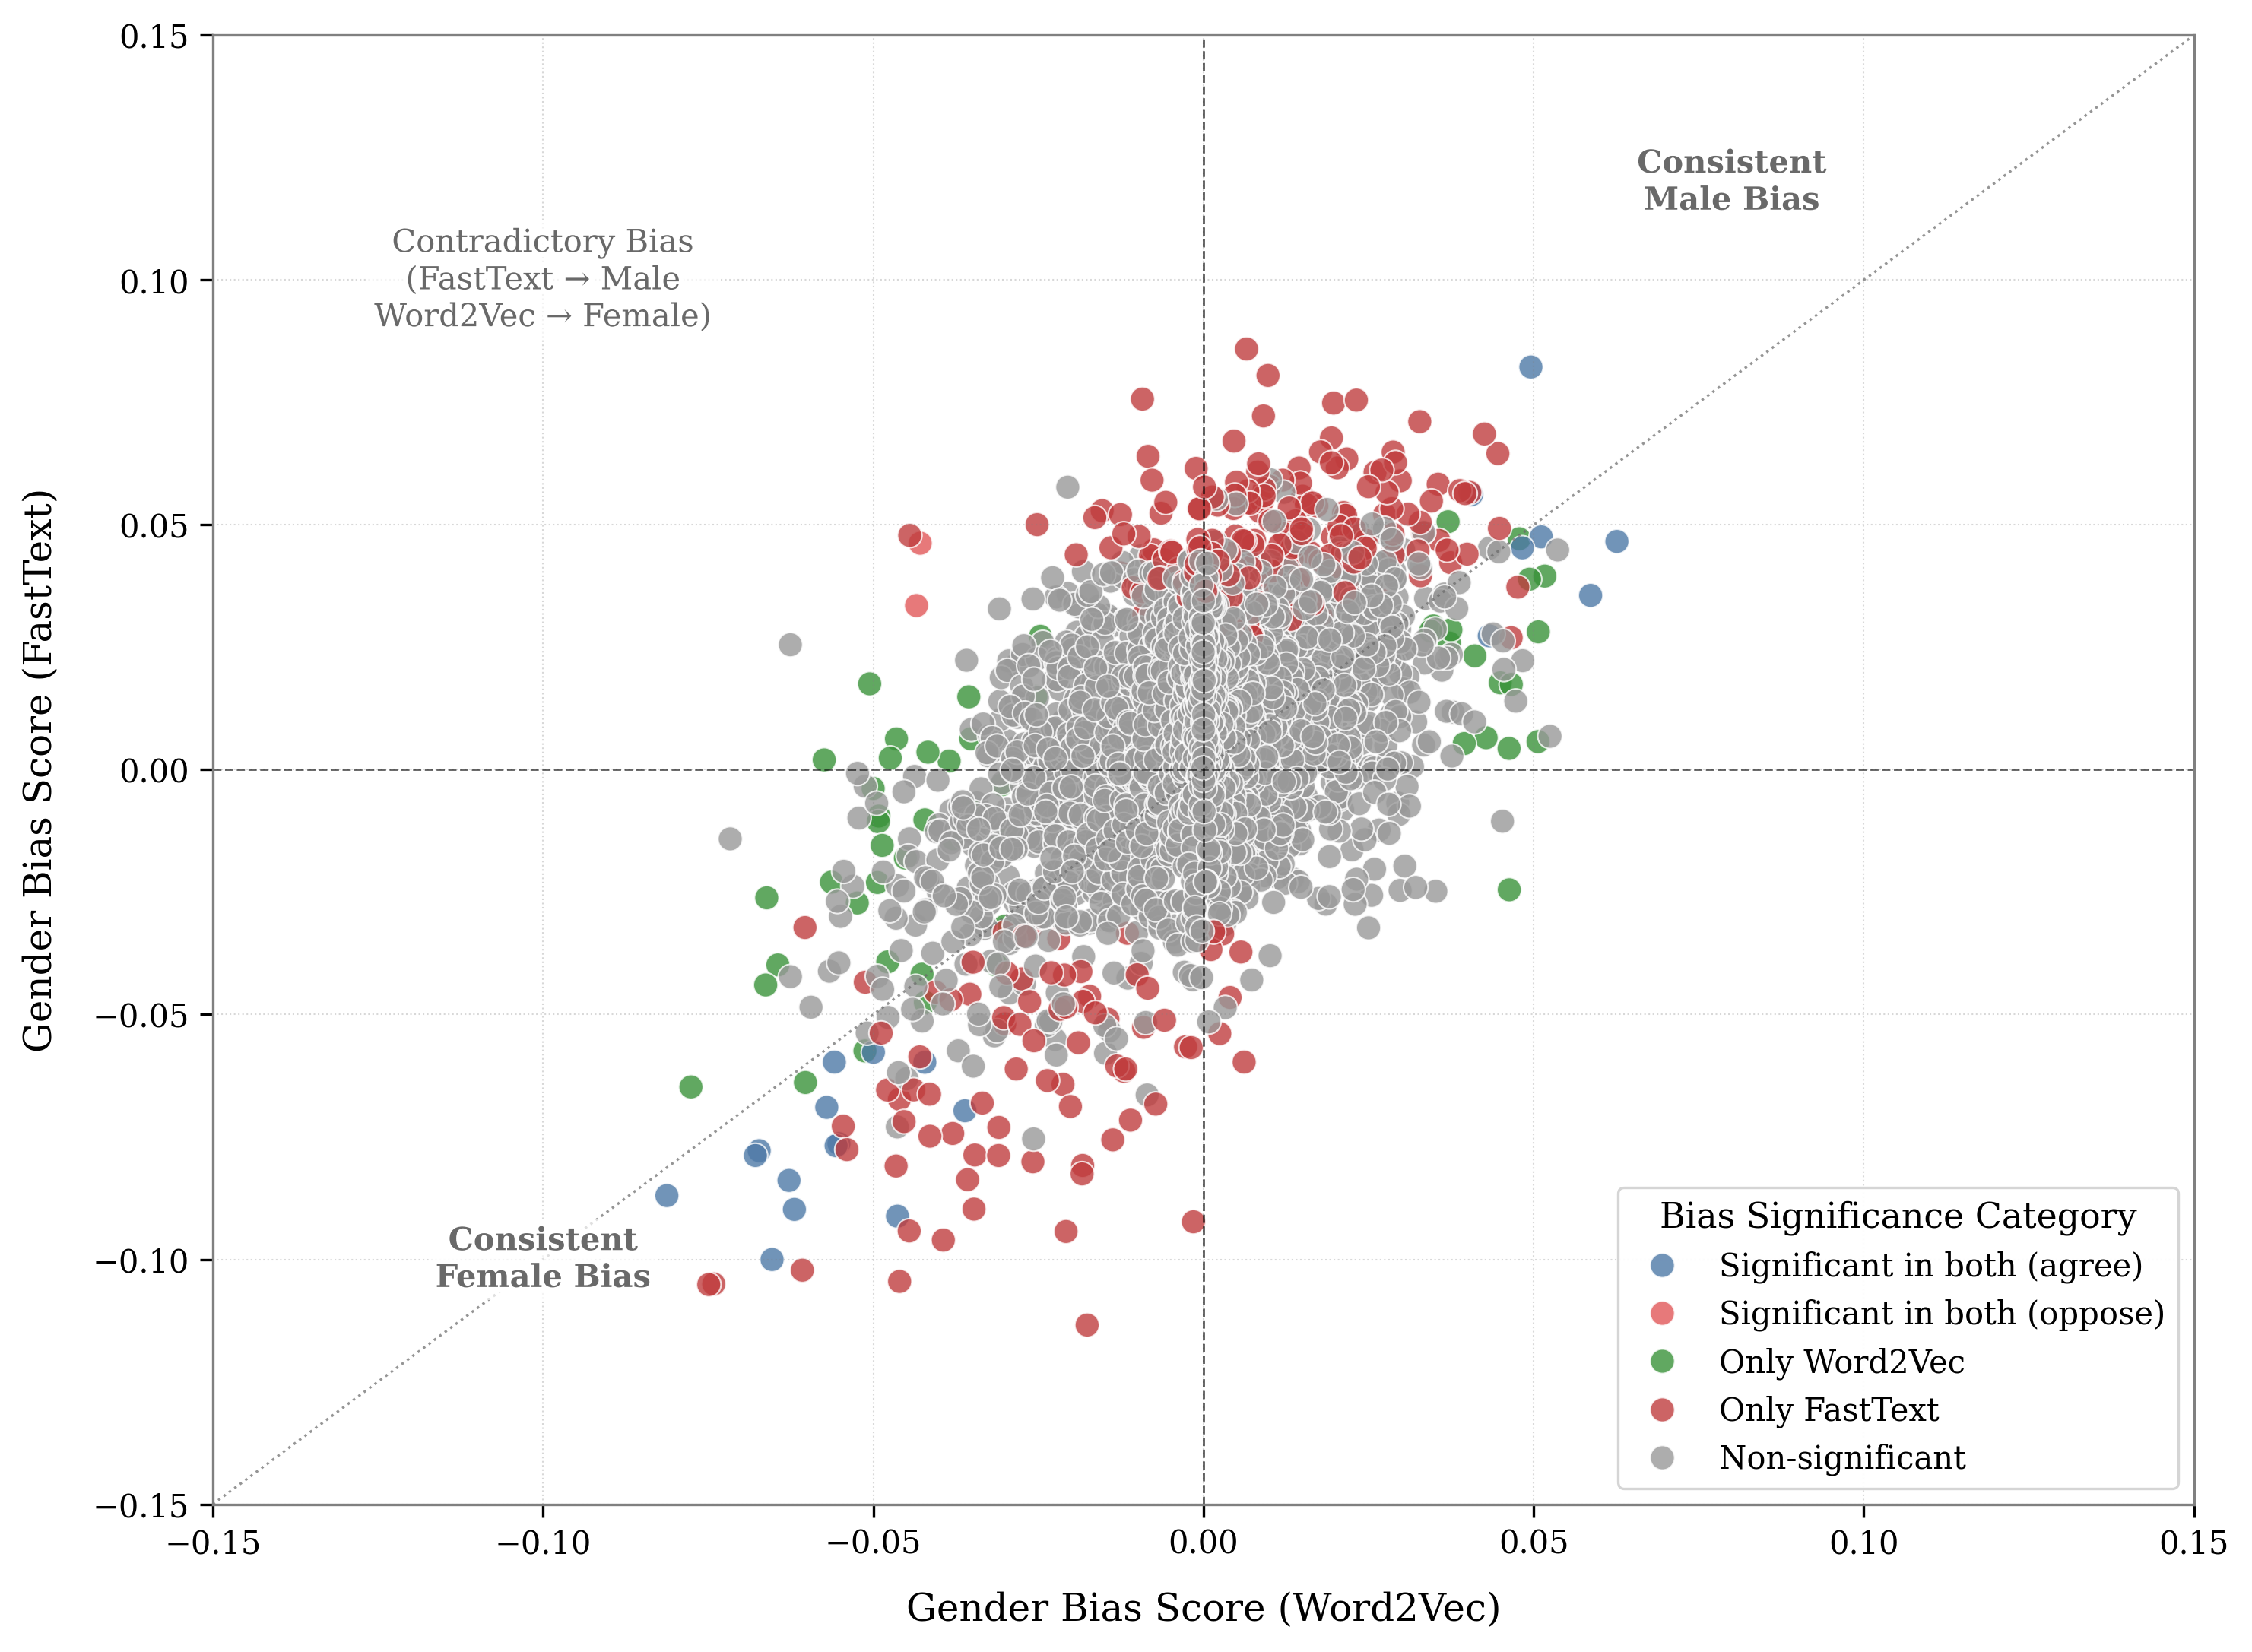 0.15
0.10
0.05
0.00
−0.05
−0.10
−0.15
Gender Bias Score (FastText)
Consistent
Male Bias
Contradictory Bias
(FastText → Male
Word2Vec → Female)
Consistent
Female Bias
Bias Significance Category
Significant in both (agree)
Significant in both (oppose)
Only Word2Vec
Only FastText
Non-significant
−0.15
−0.10
−0.05
0.00
0.05
0.10
0.15
Gender Bias Score (Word2Vec)